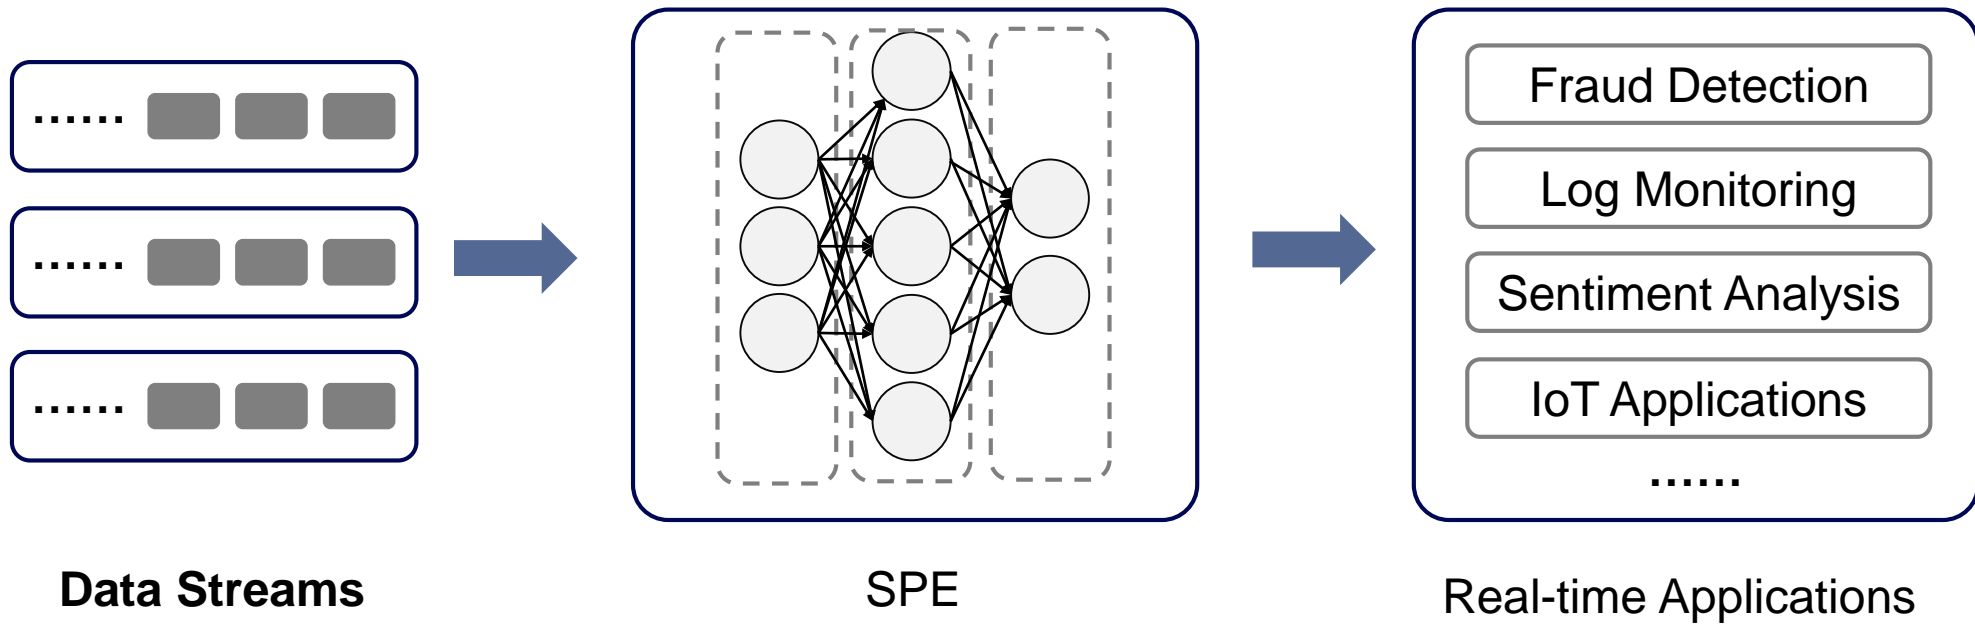 ......
......
......
Data Streams
SPE
Fraud Detection
Log Monitoring
Sentiment Analysis
IoT Applications
......
Real-time Applications